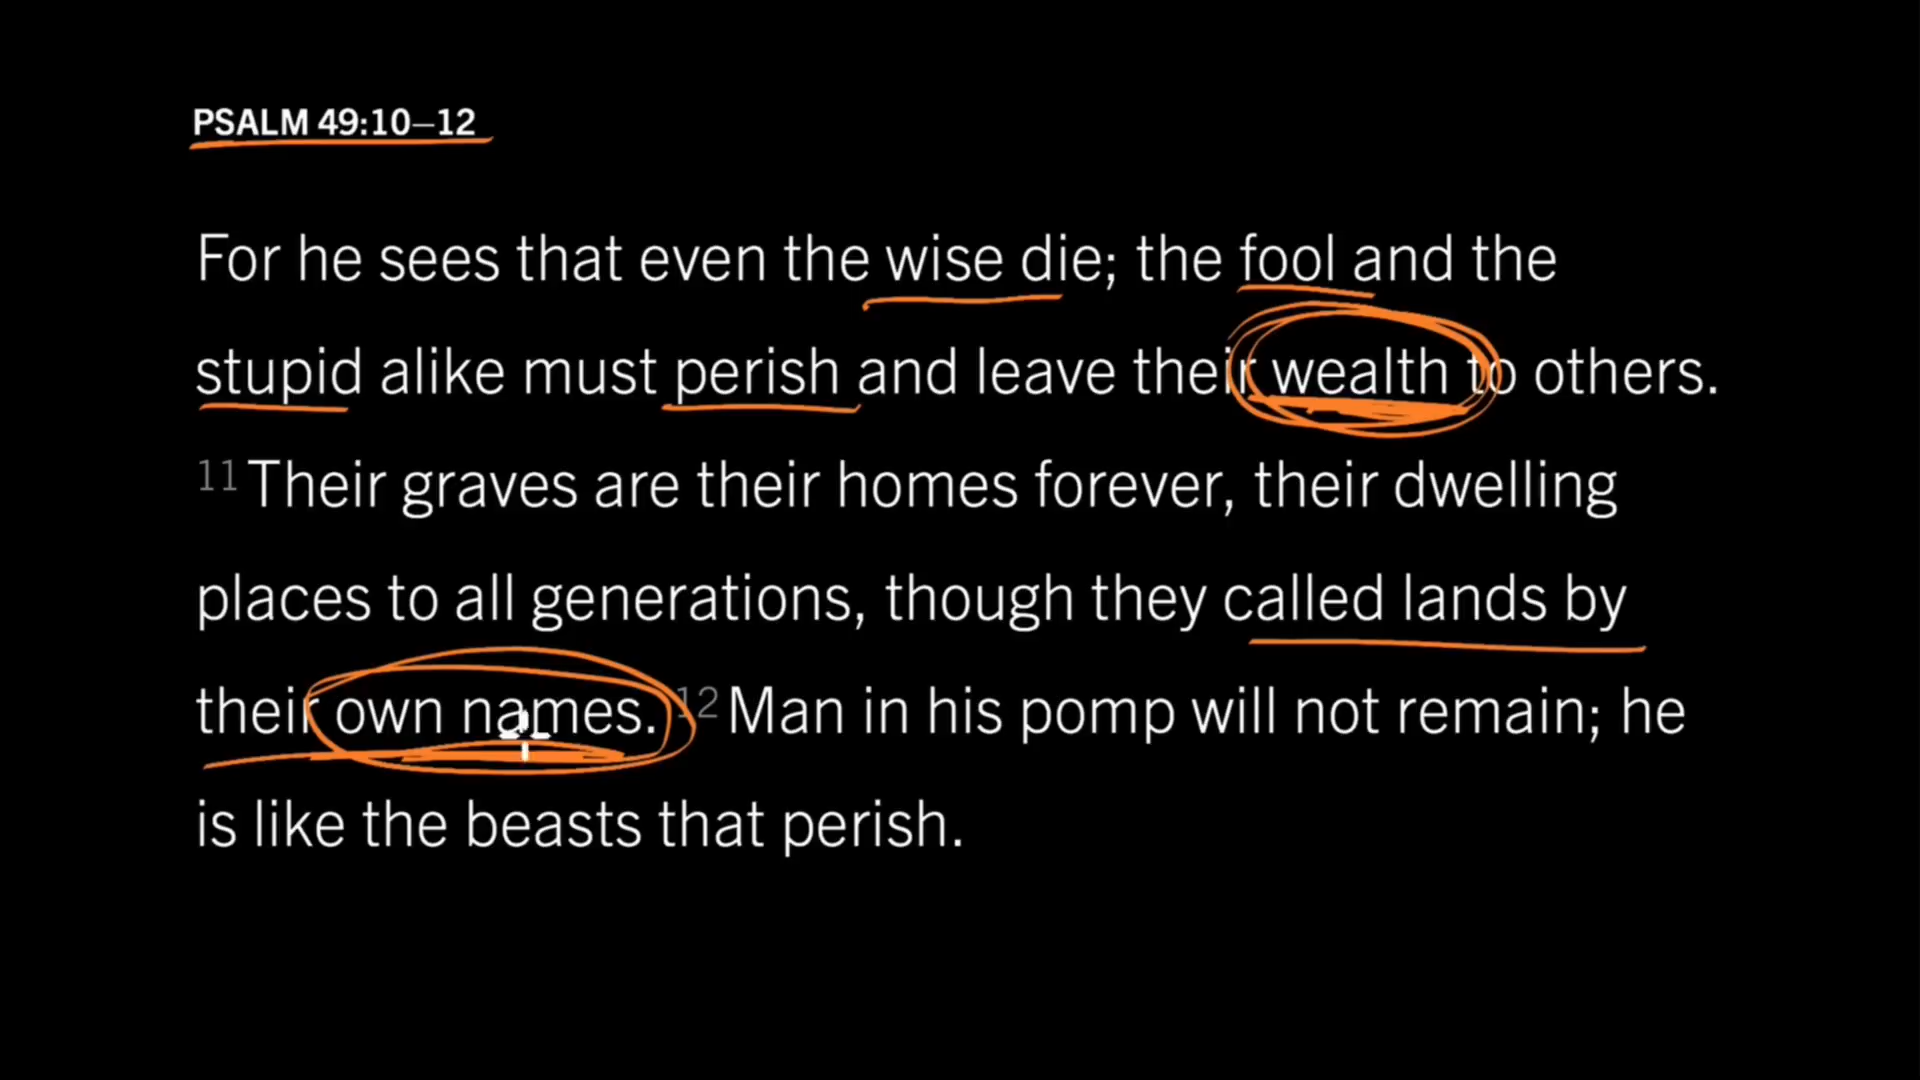 PSALM 49:10–12
For he sees that even the wise die; the fool and the
stupid alike must perish and leave their wealth to others.
11 Their graves are their homes forever, their dwelling
places to all generations, though they called lands by
their own names. 12 Man in his pomp will not remain; he
is like the beasts that perish.